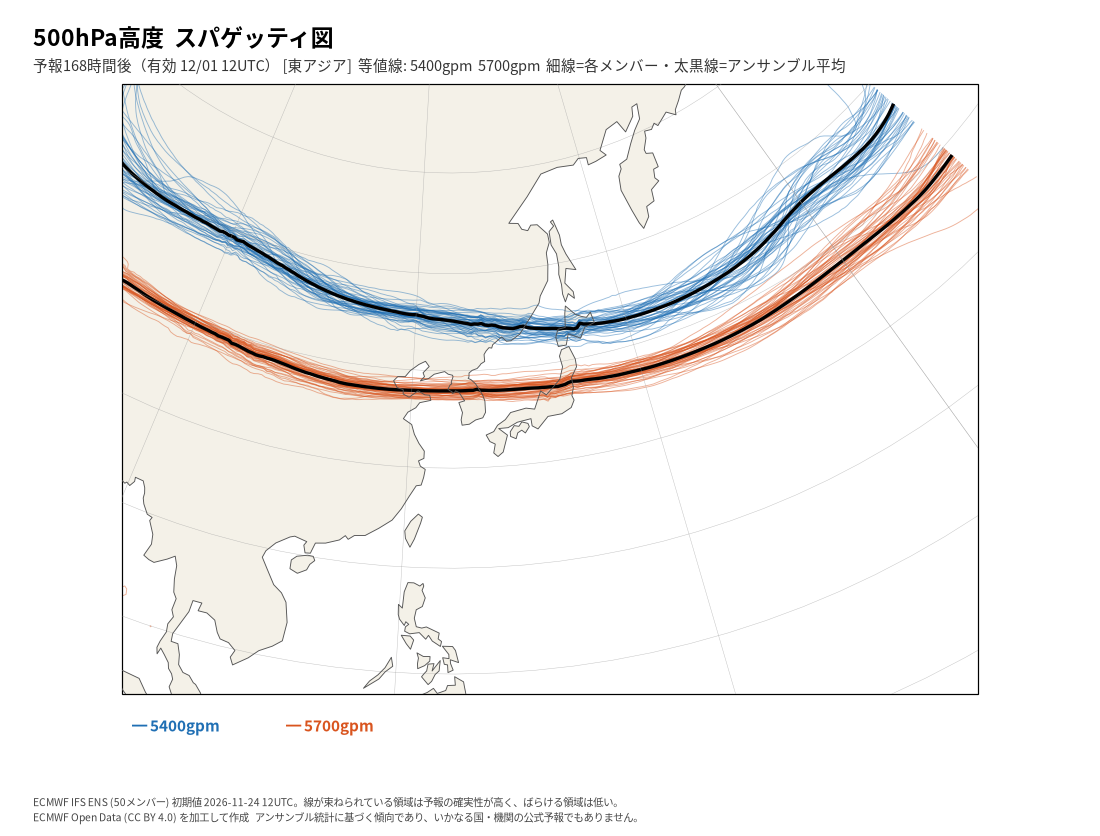 500hPa高度 スパゲッティ図
予報168時間後（有効 12/01 12UTC） [東アジア] 等値線: 5400gpm 5700gpm 細線=各メンバー・太黒線=アンサンブル平均
5400gpm
5700gpm
ECMWF IFS ENS (50メンバー) 初期値 2026-11-24 12UTC。線が束ねられている領域は予報の確実性が高く、ばらける領域は低い。
ECMWF Open Data (CC BY 4.0) を加工して作成 アンサンブル統計に基づく傾向であり、いかなる国・機関の公式予報でもありません。